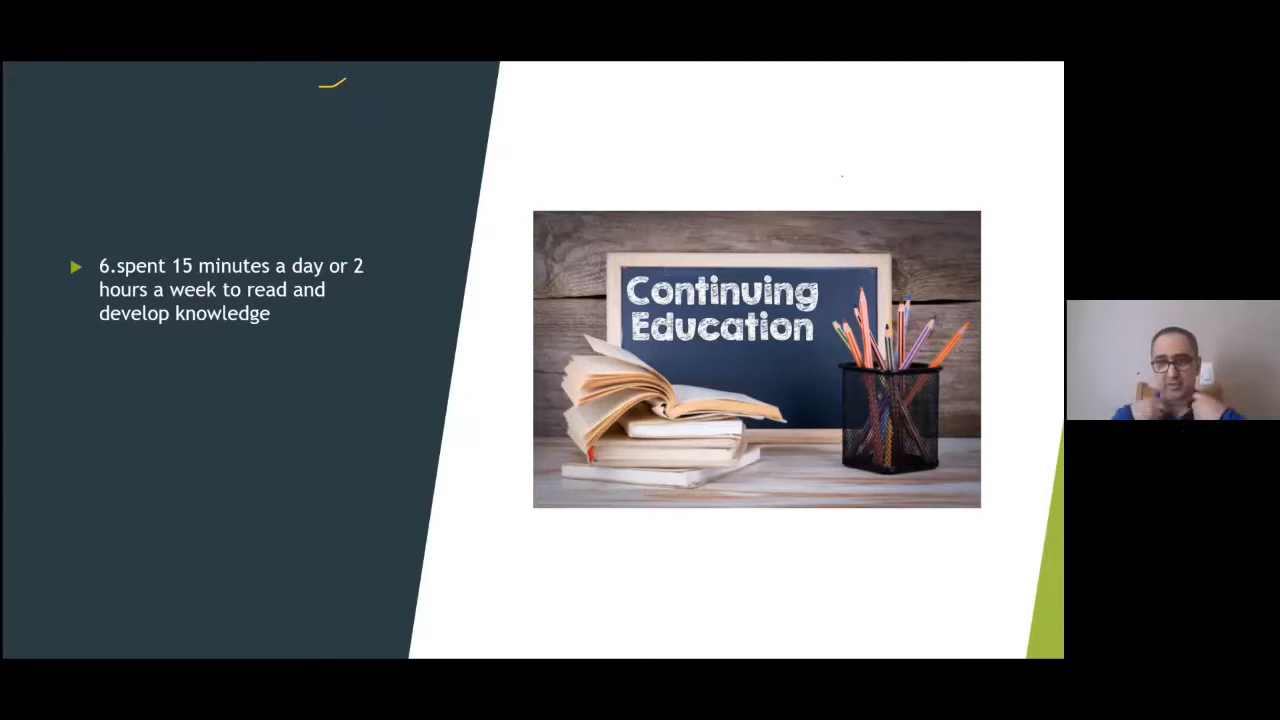 6.spent 15 minutes a day or 2
hours a week to read and
develop knowledge
Continuing
Education